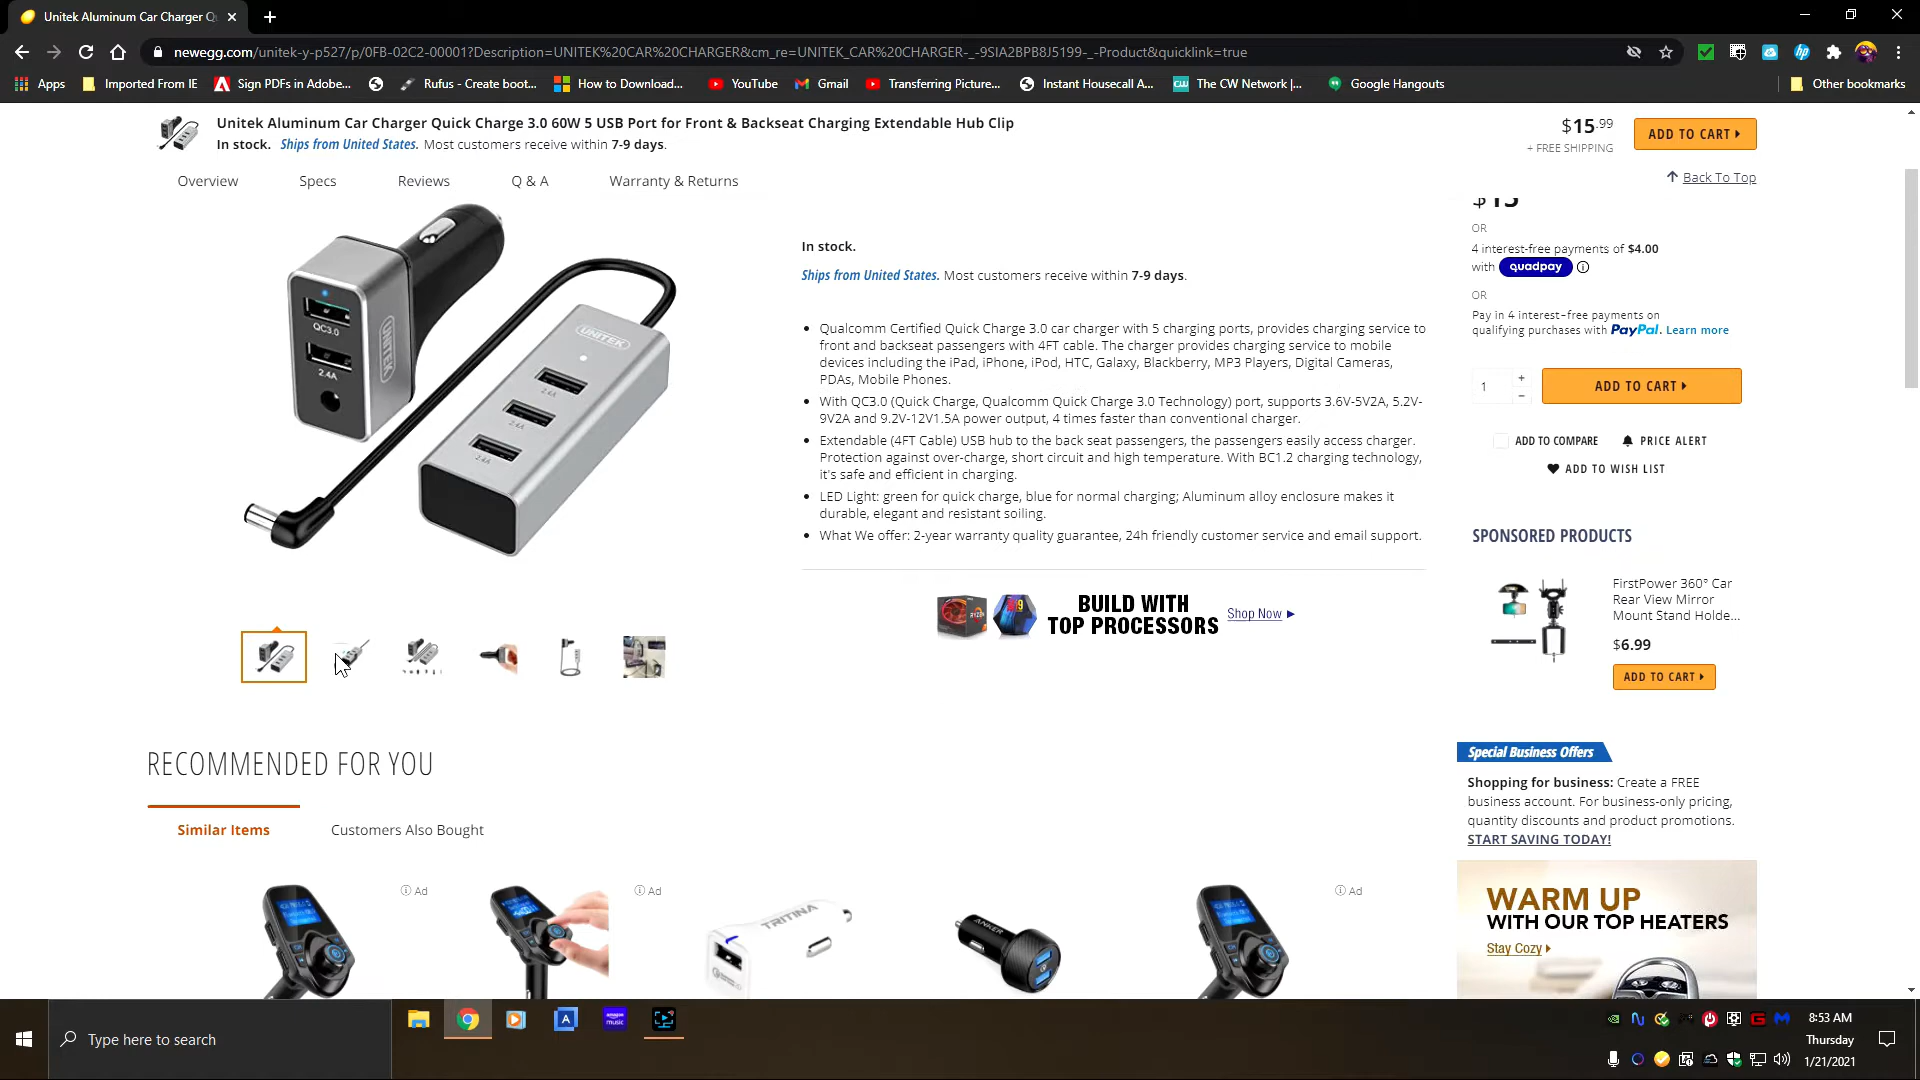 Unitek Aluminum Car Charger Q
newegg.com/unitek-y-p527/p/0FB-02C2-00001?Description=UNITEK%20CAR%20CHARGER&cm_re=UNITEK_CAR%20CHARGER-_-9SIA2BPB8J5199-_-Product&quicklink=true
Apps Imported From IE Sign PDFs in Adobe... Rufus - Create boot... How to Download... YouTube Gmail Transferring Picture... Instant Housecall A... The CW Network |... Google Hangouts Other bookmarks
Unitek Aluminum Car Charger Quick Charge 3.0 60W 5 USB Port for Front & Backseat Charging Extendable Hub Clip
In stock. Ships from United States. Most customers receive within 7-9 days.
$15.99
+ FREE SHIPPING
ADD TO CART
Overview Specs Reviews Q & A Warranty & Returns
Back To Top
QC3.0
2.4A
UNITEK
UNITEK
2.4A
2.4A
2.4A
In stock.
Ships from United States. Most customers receive within 7-9 days.
• Qualcomm Certified Quick Charge 3.0 car charger with 5 charging ports, provides charging service to
front and backseat passengers with 4FT cable. The charger provides charging service to mobile
devices including the iPad, iPhone, iPod, HTC, Galaxy, Blackberry, MP3 Players, Digital Cameras,
PDAs, Mobile Phones.
• With QC3.0 (Quick Charge, Qualcomm Quick Charge 3.0 Technology) port, supports 3.6V-5V2A, 5.2V-
9V2A and 9.2V-12V1.5A power output, 4 times faster than conventional charger.
• Extendable (4FT Cable) USB hub to the back seat passengers, the passengers easily access charger.
Protection against over-charge, short circuit and high temperature. With BC1.2 charging technology,
it's safe and efficient in charging.
• LED Light: green for quick charge, blue for normal charging; Aluminum alloy enclosure makes it
durable, elegant and resistant soiling.
• What We offer: 2-year warranty quality guarantee, 24h friendly customer service and email support.
BUILD WITH
TOP PROCESSORS
Shop Now
$15
OR
4 interest-free payments of $4.00
with quadpay
OR
Pay in 4 interest-free payments on
qualifying purchases with PayPal. Learn more
1 + −
ADD TO CART
ADD TO COMPARE PRICE ALERT
ADD TO WISH LIST
SPONSORED PRODUCTS
FirstPower 360° Car
Rear View Mirror
Mount Stand Holde...
$6.99
ADD TO CART
RECOMMENDED FOR YOU
Similar Items Customers Also Bought
Ad
Ad
Ad
TRITINA
ANKER
Special Business Offers
Shopping for business: Create a FREE
business account. For business-only pricing,
quantity discounts and product promotions.
START SAVING TODAY!
WARM UP
WITH OUR TOP HEATERS
Stay Cozy
Type here to search
8:53 AM
Thursday
1/21/2021